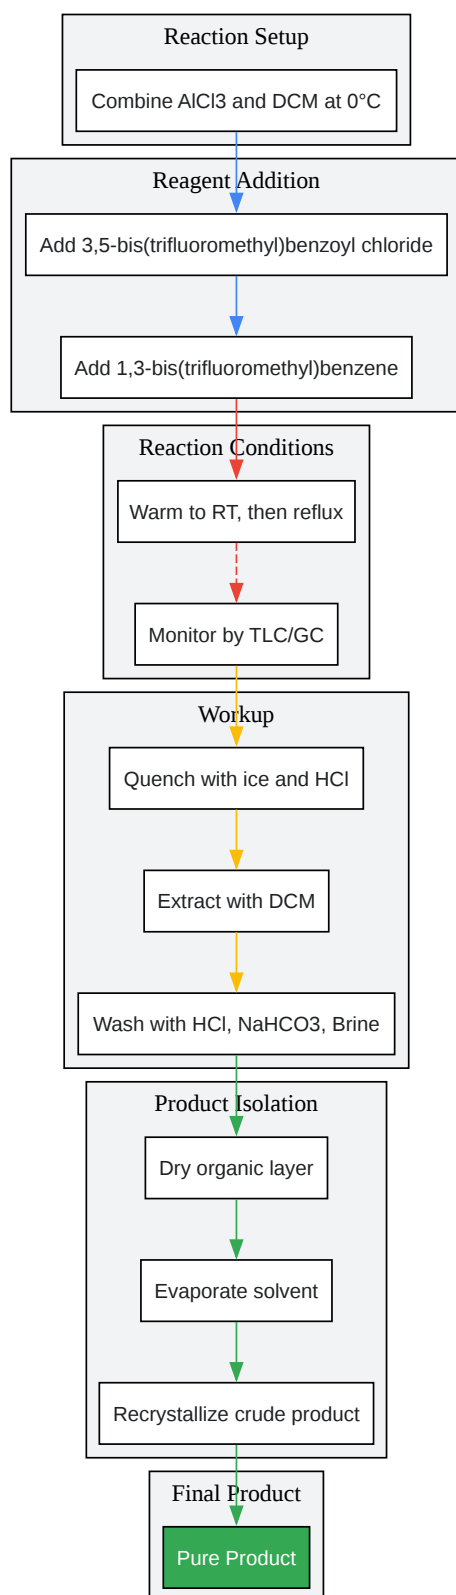 Reaction Setup
Combine AlCl3 and DCM at 0°C
Reagent Addition
Add 3,5-bis(trifluoromethyl)benzoyl chloride
Add 1,3-bis(trifluoromethyl)benzene
Reaction Conditions
Warm to RT, then reflux
Monitor by TLC/GC
Workup
Quench with ice and HCl
Extract with DCM
Wash with HCl, NaHCO3, Brine
Product Isolation
Dry organic layer
Evaporate solvent
Recrystallize crude product
Final Product
Pure Product